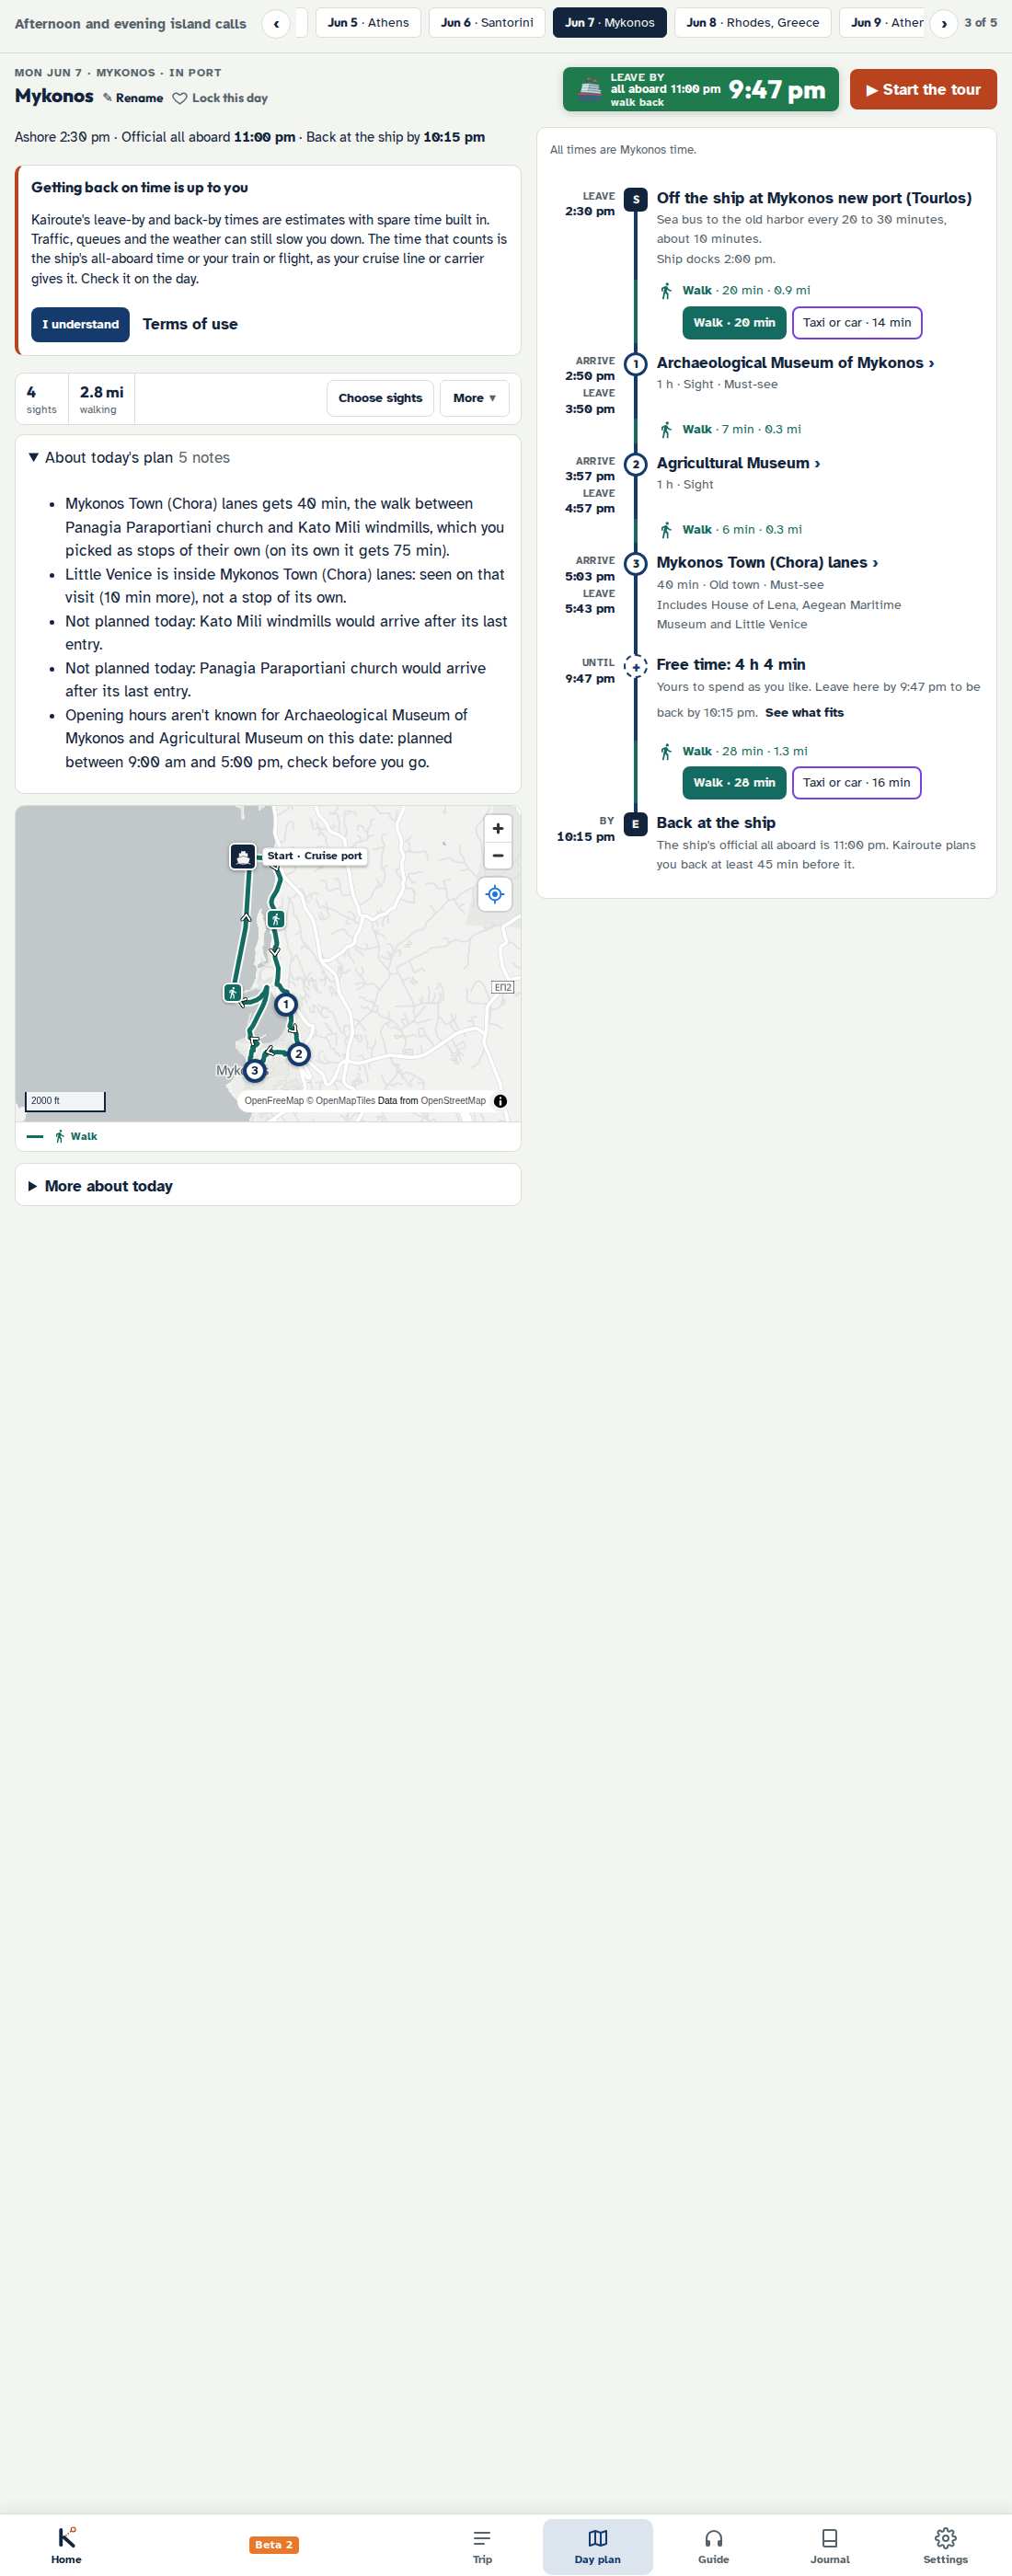 Afternoon and evening island calls
‹
Jun 5 · Athens
Jun 6 · Santorini
Jun 7 · Mykonos
Jun 8 · Rhodes, Greece
Jun 9 · Ather
›
3 of 5
MON JUN 7 · MYKONOS · IN PORT
Mykonos ✎ Rename Lock this day
LEAVE BY
all aboard 11:00 pm
walk back
9:47 pm
▶ Start the tour
Ashore 2:30 pm · Official all aboard 11:00 pm · Back at the ship by 10:15 pm
Getting back on time is up to you
Kairoute's leave-by and back-by times are estimates with spare time built in.
Traffic, queues and the weather can still slow you down. The time that counts is
the ship's all-aboard time or your train or flight, as your cruise line or carrier
gives it. Check it on the day.
I understand
Terms of use
4
sights
2.8 mi
walking
Choose sights
More ▼
▼ About today's plan 5 notes
• Mykonos Town (Chora) lanes gets 40 min, the walk between
Panagia Paraportiani church and Kato Mili windmills, which you
picked as stops of their own (on its own it gets 75 min).
• Little Venice is inside Mykonos Town (Chora) lanes: seen on that
visit (10 min more), not a stop of its own.
• Not planned today: Kato Mili windmills would arrive after its last
entry.
• Not planned today: Panagia Paraportiani church would arrive
after its last entry.
• Opening hours aren't known for Archaeological Museum of
Mykonos and Agricultural Museum on this date: planned
between 9:00 am and 5:00 pm, check before you go.
Start · Cruise port
+
−
ΕΠ2
1
2
3
Myk
2000 ft
OpenFreeMap © OpenMapTiles Data from OpenStreetMap
Walk
▶ More about today
All times are Mykonos time.
LEAVE
2:30 pm
S
Off the ship at Mykonos new port (Tourlos)
Sea bus to the old harbor every 20 to 30 minutes,
about 10 minutes.
Ship docks 2:00 pm.
Walk · 20 min · 0.9 mi
Walk · 20 min
Taxi or car · 14 min
ARRIVE
2:50 pm
LEAVE
3:50 pm
1
Archaeological Museum of Mykonos ›
1 h · Sight · Must-see
Walk · 7 min · 0.3 mi
ARRIVE
3:57 pm
LEAVE
4:57 pm
2
Agricultural Museum ›
1 h · Sight
Walk · 6 min · 0.3 mi
ARRIVE
5:03 pm
LEAVE
5:43 pm
3
Mykonos Town (Chora) lanes ›
40 min · Old town · Must-see
Includes House of Lena, Aegean Maritime
Museum and Little Venice
UNTIL
9:47 pm
+
Free time: 4 h 4 min
Yours to spend as you like. Leave here by 9:47 pm to be
back by 10:15 pm. See what fits
Walk · 28 min · 1.3 mi
Walk · 28 min
Taxi or car · 16 min
BY
10:15 pm
E
Back at the ship
The ship's official all aboard is 11:00 pm. Kairoute plans
you back at least 45 min before it.
Home
Beta 2
Trip
Day plan
Guide
Journal
Settings